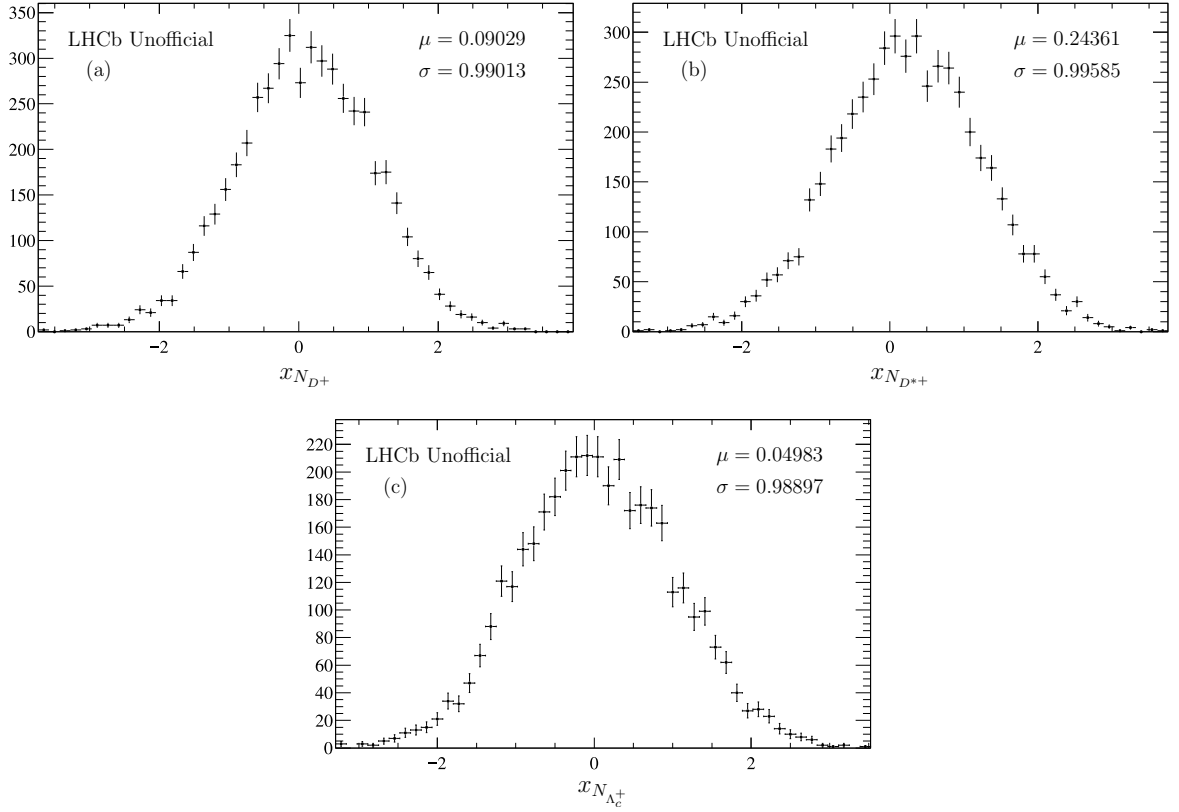 LHCb Unofficial
(a)
μ = 0.09029
σ = 0.99013
350
300
250
200
150
100
50
0
−2 0 2
x_{N_{D^+}}
LHCb Unofficial
(b)
μ = 0.24361
σ = 0.99585
300
250
200
150
100
50
0
−2 0 2
x_{N_{D^{*+}}}
LHCb Unofficial
(c)
μ = 0.04983
σ = 0.98897
220
200
180
160
140
120
100
80
60
40
20
0
−2 0 2
x_{N_{Λ_c^+}}